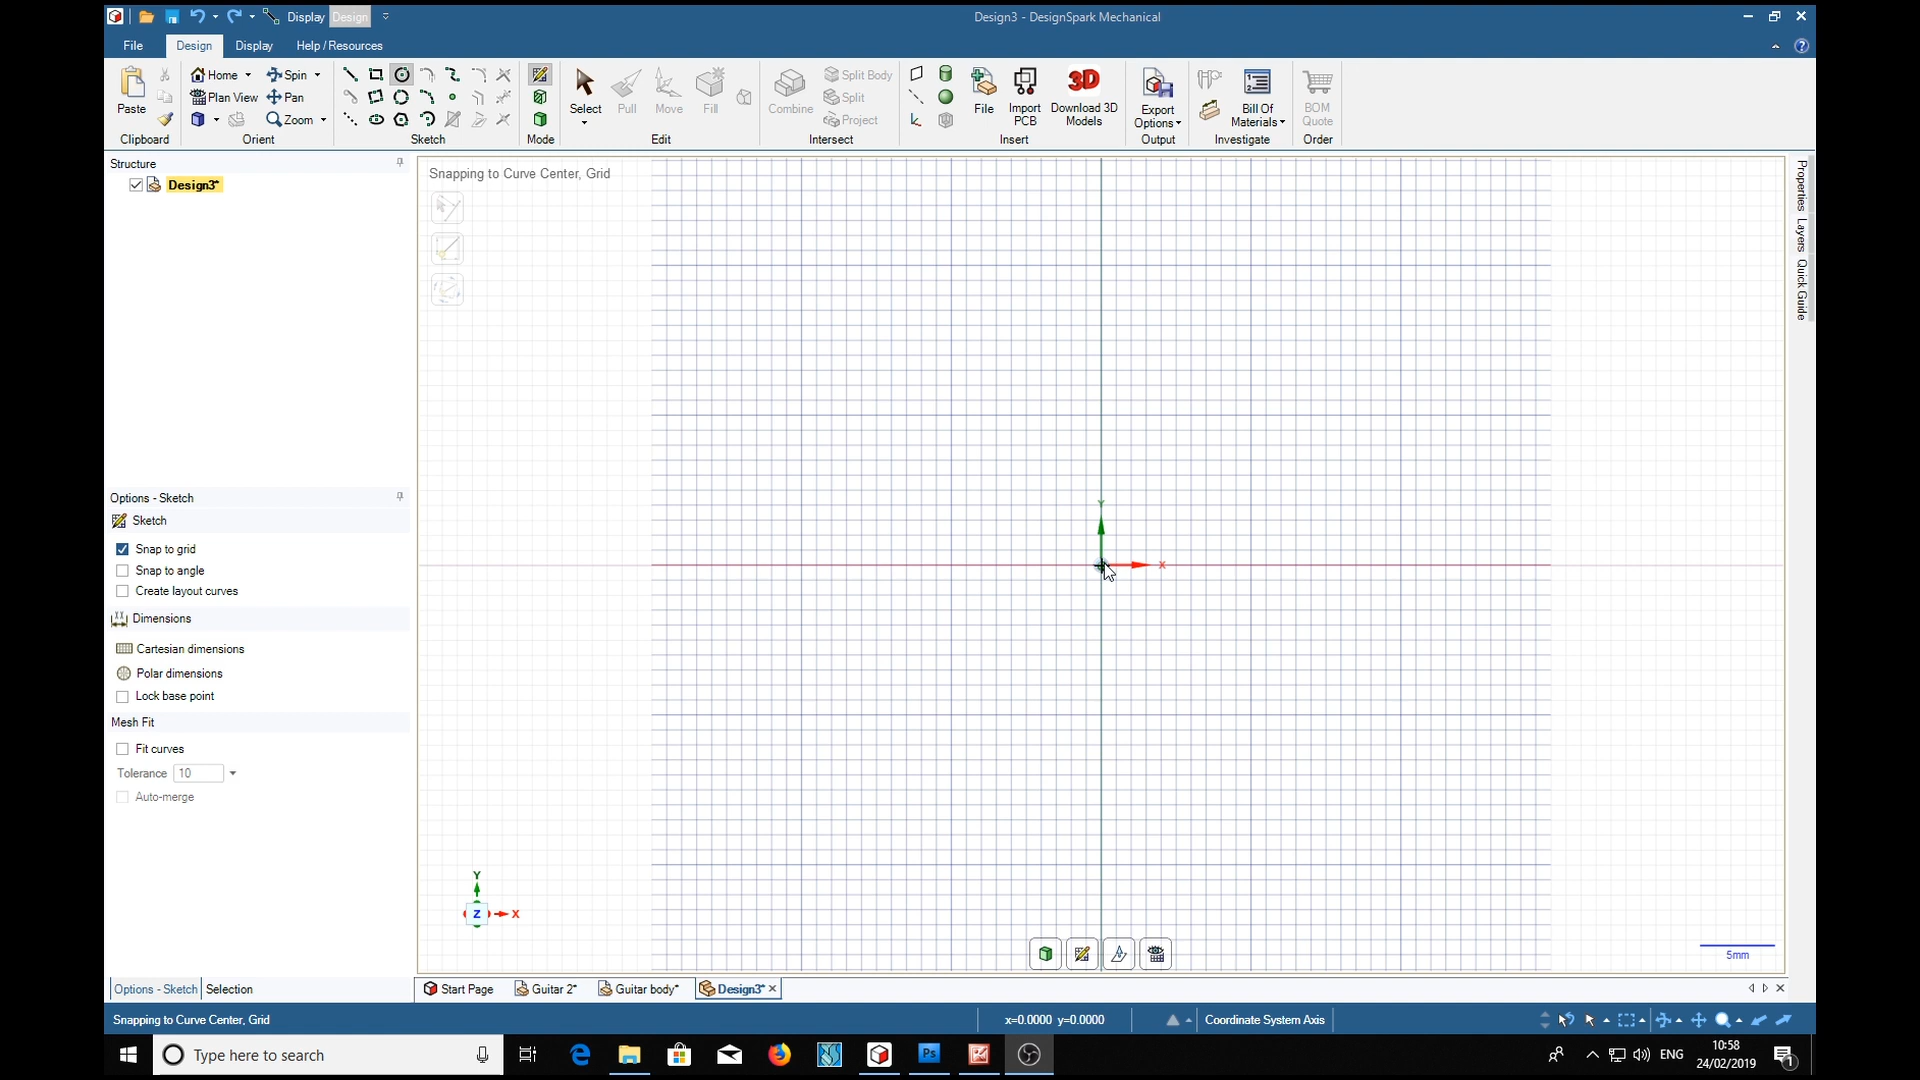 Display Design
Design3 - DesignSpark Mechanical
File Design Display Help / Resources
Paste
Home
Plan View
Spin
Pan
Zoom
Select
Pull
Move
Fill
Combine
Split Body
Split
Project
File
Import PCB
Download 3D Models
3D
Export Options
Bill Of Materials
BOM Quote
Clipboard Orient Sketch Mode Edit Intersect Insert Output Investigate Order
Structure
Design3*
Snapping to Curve Center, Grid
Properties
Layers
Quick Guide
Options - Sketch
Sketch
Snap to grid
Snap to angle
Create layout curves
Dimensions
Cartesian dimensions
Polar dimensions
Lock base point
Mesh Fit
Fit curves
Tolerance 10
Auto-merge
Y
X
Y
Z
X
5mm
Options - Sketch Selection
Start Page Guitar 2* Guitar body* Design3*
Snapping to Curve Center, Grid
x=0.0000 y=0.0000
Coordinate System Axis
Type here to search
Ps
ENG
10:58
24/02/2019
1